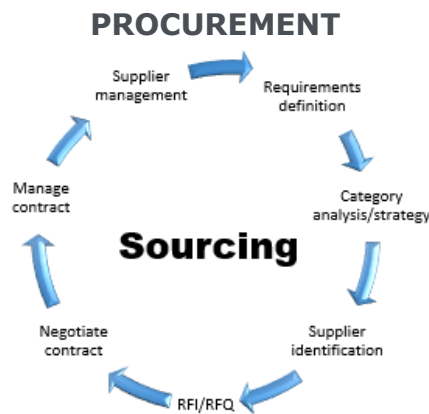 PROCUREMENT
Supplier
management
Requirements
definition
Category
analysis/strategy
Supplier
identification
RFI/RFQ
Negotiate
contract
Manage
contract
Sourcing